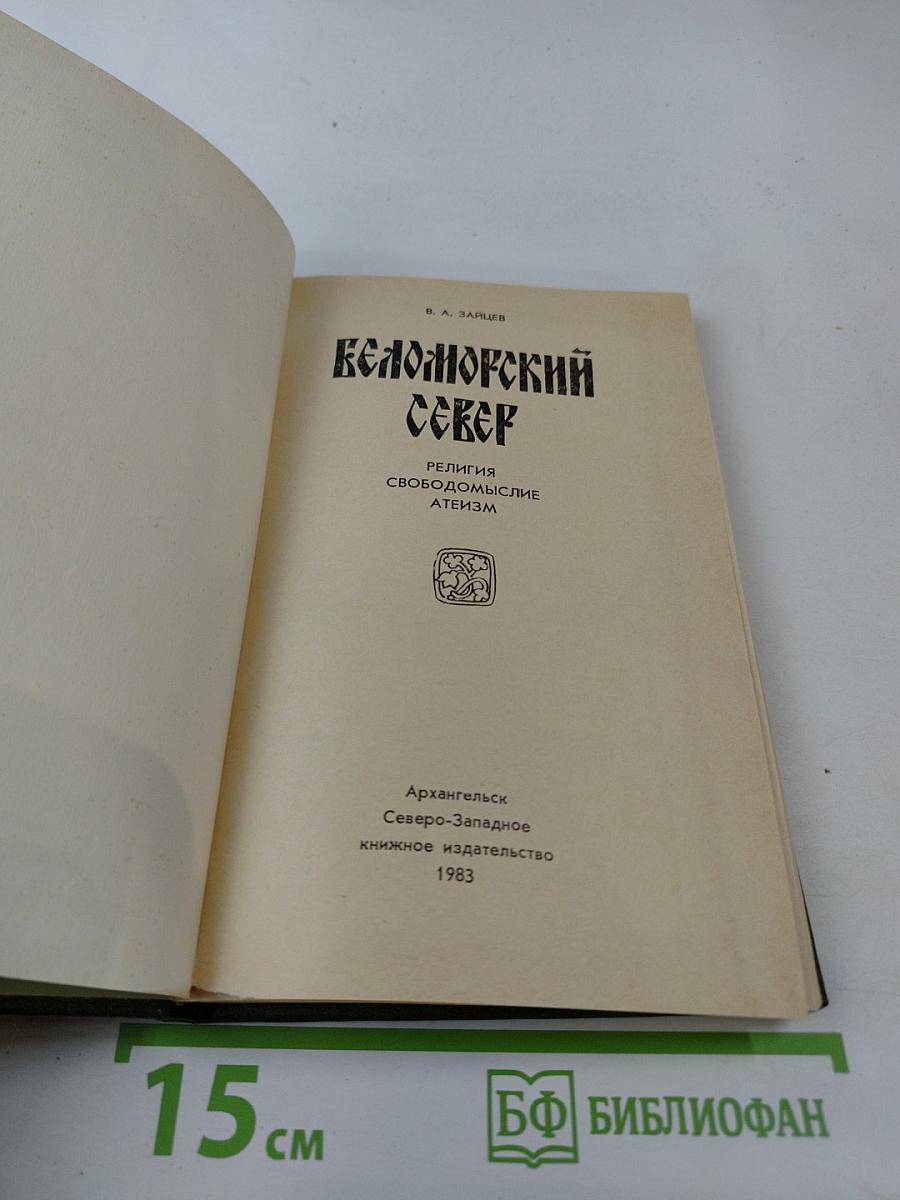 В. А. ЗАЙЦЕВ
БЕЛОМОРСКИЙ
СЕВЕР
РЕЛИГИЯ
СВОБОДОМЫСЛИЕ
АТЕИЗМ
Архангельск
Северо-Западное
книжное издательство
1983
15 см
БФ БИБЛИОФАН